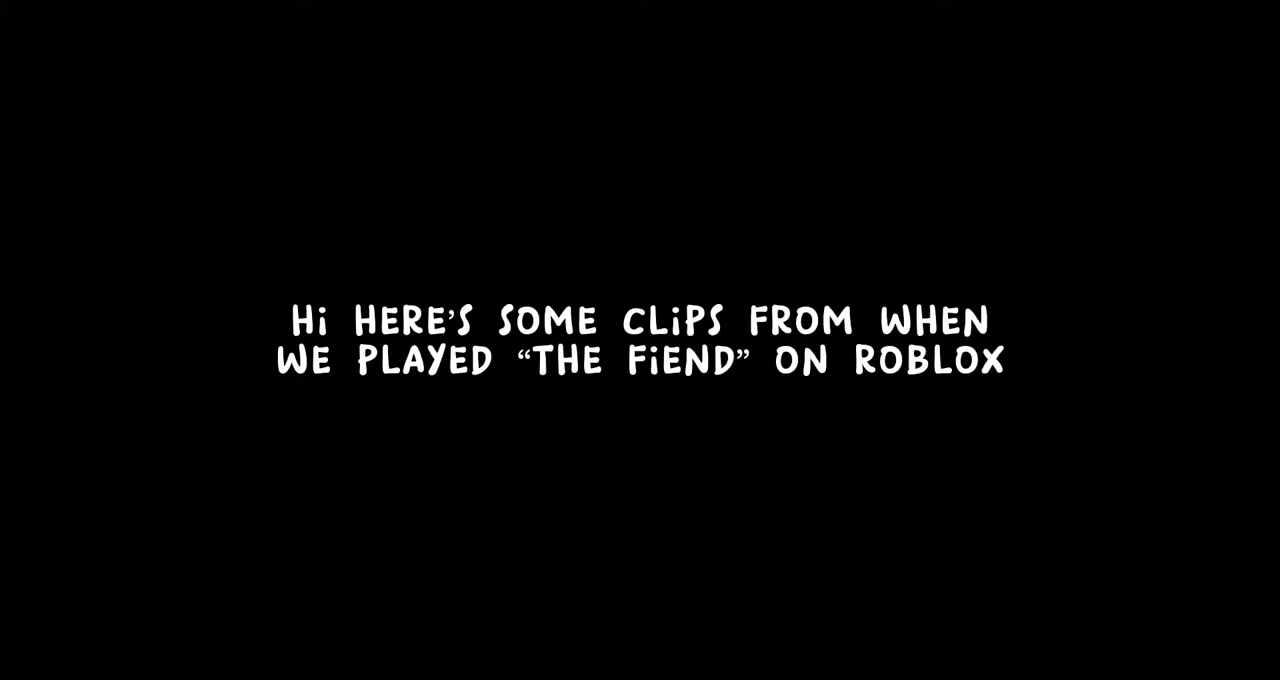 Hi HERE'S SOME CLiPS FROM WHEN
WE PLAYED “THE FiEND” ON ROBLOX